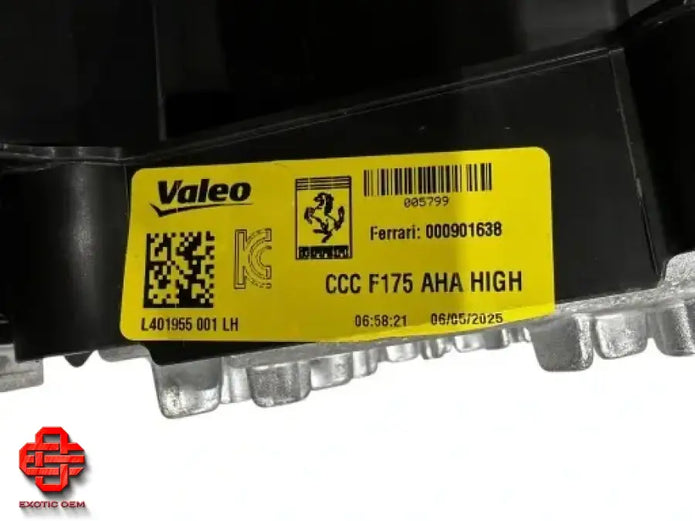 Valeo
005799
Ferrari: 000901638
CCC F175 AHA HIGH
L401955 001 LH
06:58:21 06/05/2025
EXOTIC OEM